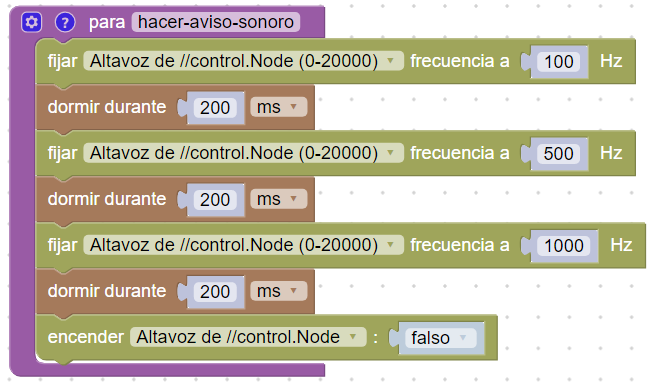 ? para hacer-aviso-sonoro
fijar Altavoz de //control.Node (0-20000) frecuencia a 100 Hz
dormir durante 200 ms
fijar Altavoz de //control.Node (0-20000) frecuencia a 500 Hz
dormir durante 200 ms
fijar Altavoz de //control.Node (0-20000) frecuencia a 1000 Hz
dormir durante 200 ms
encender Altavoz de //control.Node : falso